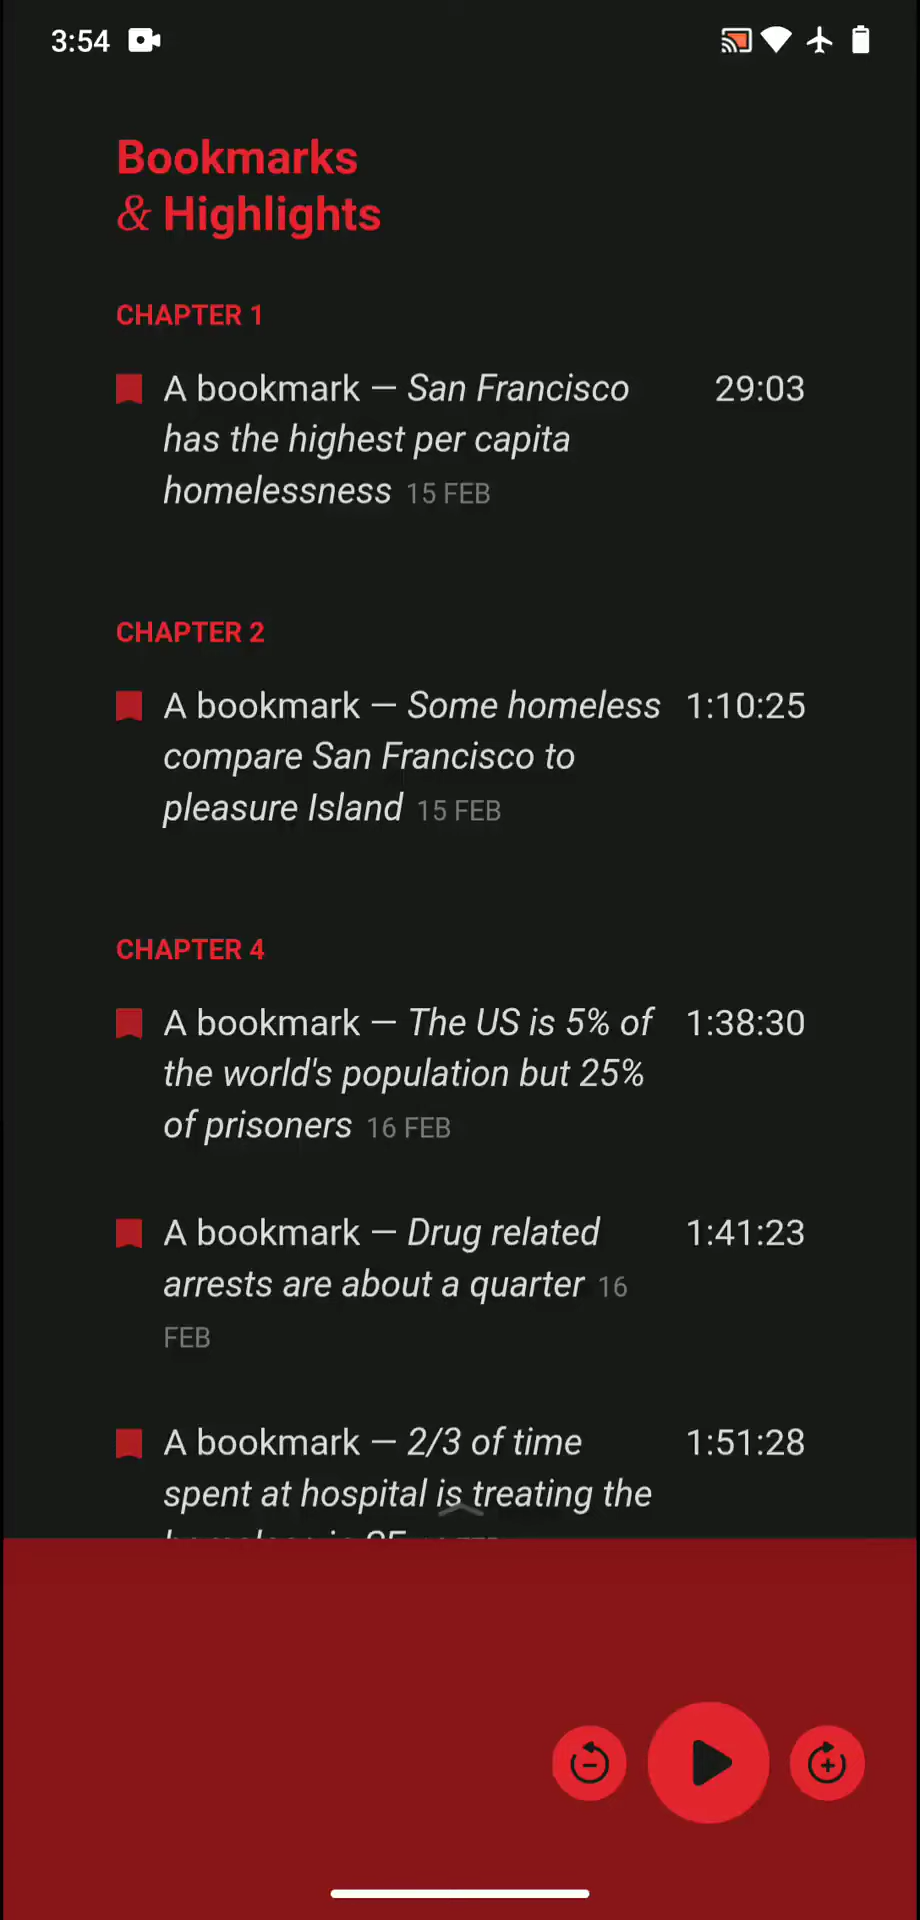 3:54
Bookmarks
& Highlights
CHAPTER 1
A bookmark — San Francisco 29:03
has the highest per capita
homelessness 15 FEB
CHAPTER 2
A bookmark — Some homeless 1:10:25
compare San Francisco to
pleasure Island 15 FEB
CHAPTER 4
A bookmark — The US is 5% of 1:38:30
the world's population but 25%
of prisoners 16 FEB
A bookmark — Drug related 1:41:23
arrests are about a quarter 16
FEB
A bookmark — 2/3 of time 1:51:28
spent at hospital is treating the